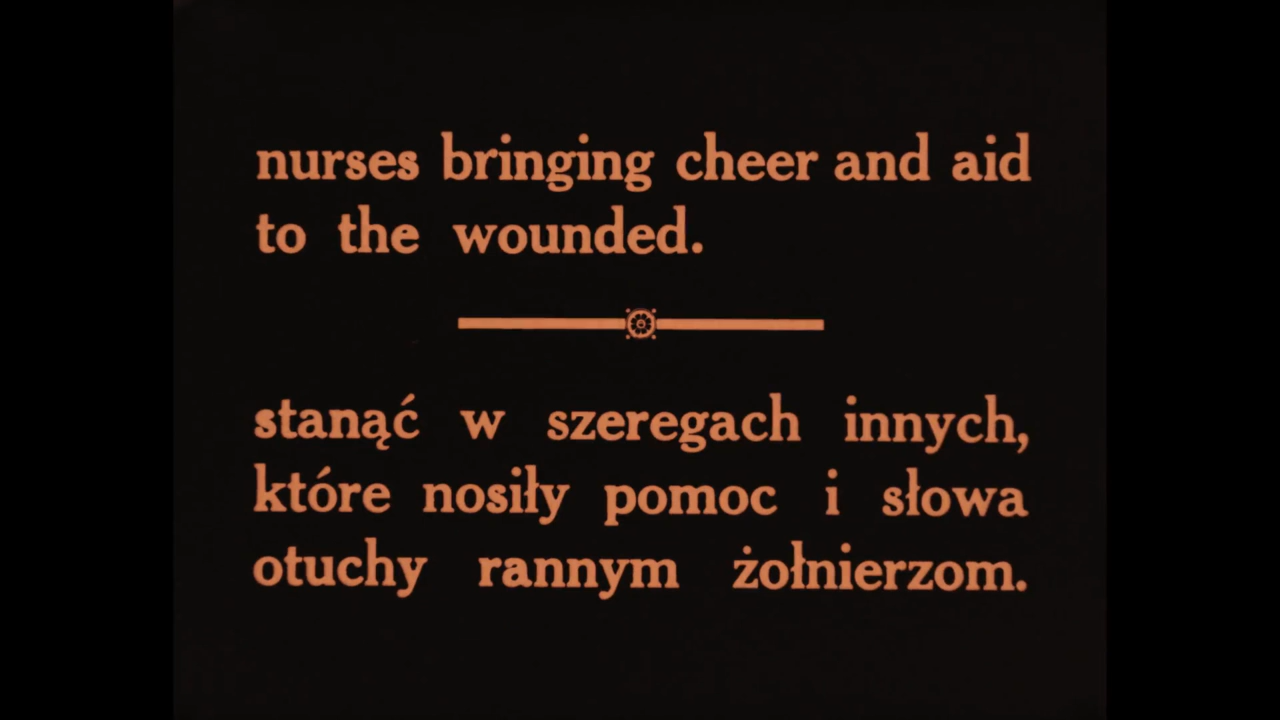 nurses bringing cheer and aid
to the wounded.
stanąć w szeregach innych,
które nosiły pomoc i słowa
otuchy rannym żołnierzom.